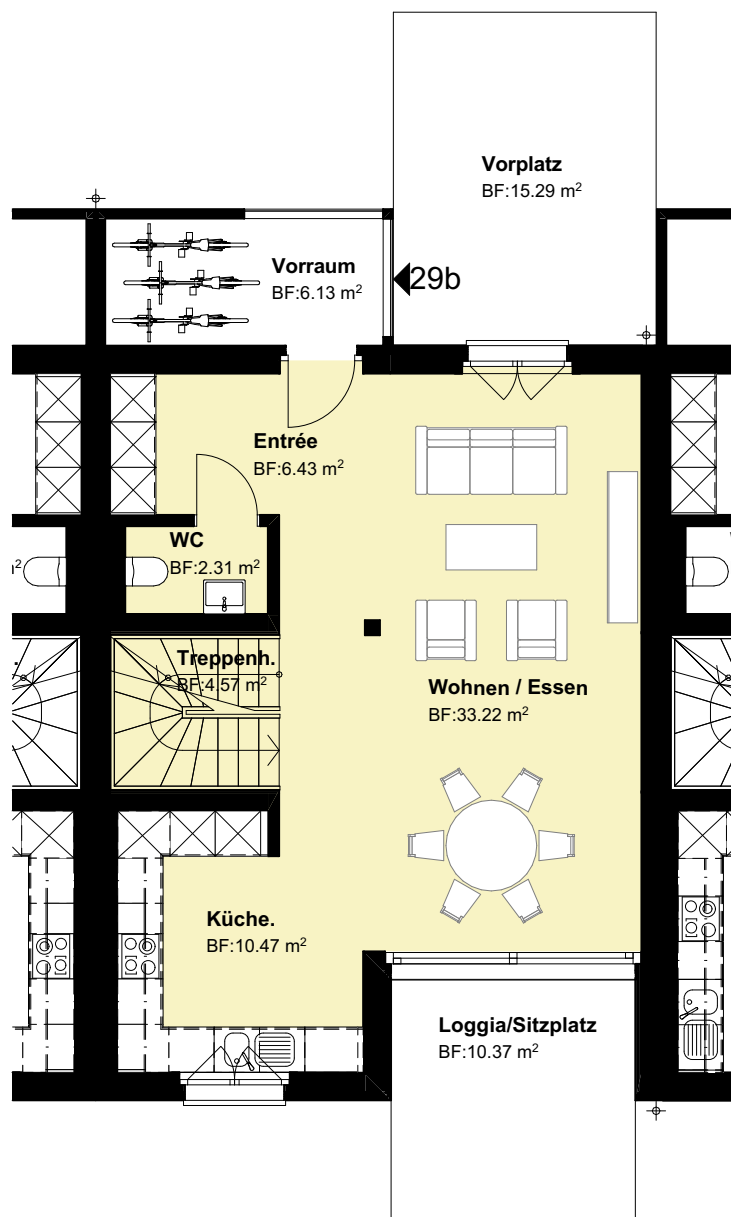 Vorplatz
BF:15.29 m²
Vorraum
BF:6.13 m²
29b
Entrée
BF:6.43 m²
WC
BF:2.31 m²
m²
Treppenh.
BF:4.57 m²
Wohnen / Essen
BF:33.22 m²
Küche.
BF:10.47 m²
Loggia/Sitzplatz
BF:10.37 m²